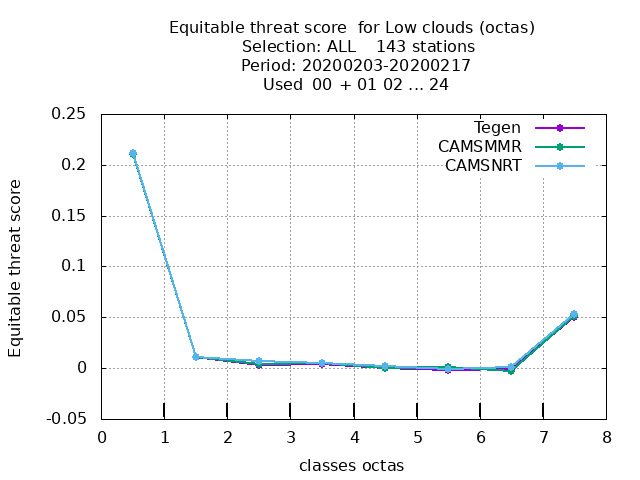 Equitable threat score  for Low clouds (octas)
Selection: ALL    143 stations
Period: 20200203-20200217
Used  00 + 01 02 ... 24
Tegen
CAMSMMR
CAMSNRT
Equitable threat score
0.25
0.2
0.15
0.1
0.05
0
-0.05
0 1 2 3 4 5 6 7 8
classes octas